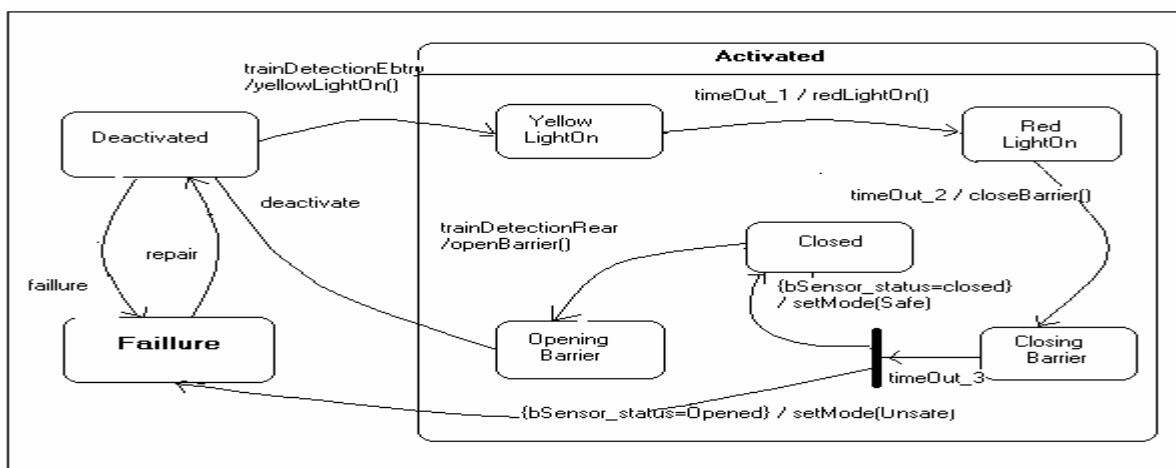 Activated
trainDetectionEbtry
/yellowLightOn()
timeOut_1 / redLightOn()
Deactivated
Yellow
LightOn
Red
LightOn
deactivate
timeOut_2 / closeBarrier()
trainDetectionRear
/openBarrier()
Closed
repair
faillure
{bSensor_status=closed}
/ setMode(Safe)
Faillure
Opening
Barrier
Closing
Barrier
timeOut_3
{bSensor_status=Opened} / setMode(Unsafe)